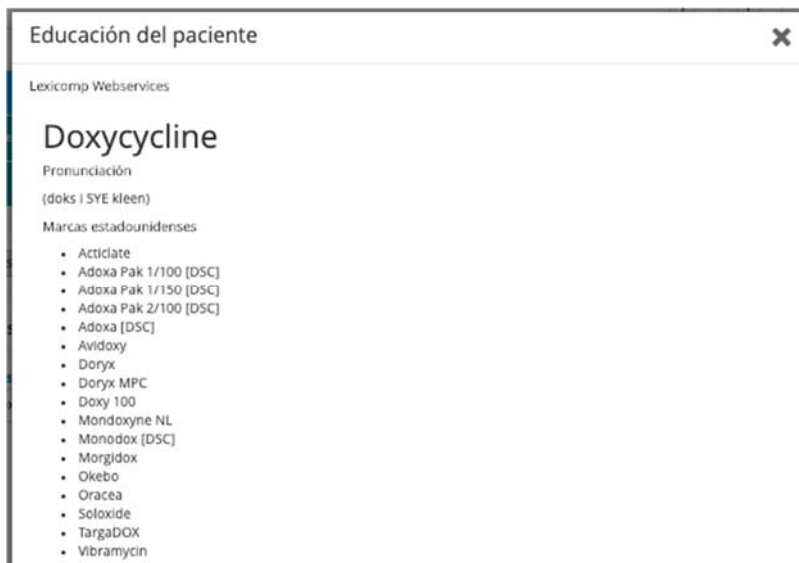 Educación del paciente
Lexicomp Webservices
Doxycycline
Pronunciación
(doks i SYE kleen)
Marcas estadounidenses
• Acticlate
• Adoxa Pak 1/100 [DSC]
• Adoxa Pak 1/150 [DSC]
• Adoxa Pak 2/100 [DSC]
• Adoxa [DSC]
• Avidoxy
• Doryx
• Doryx MPC
• Doxy 100
• Mondoxyne NL
• Monodox [DSC]
• Morgidox
• Okebo
• Oracea
• Soloxide
• TargaDOX
• Vibramycin